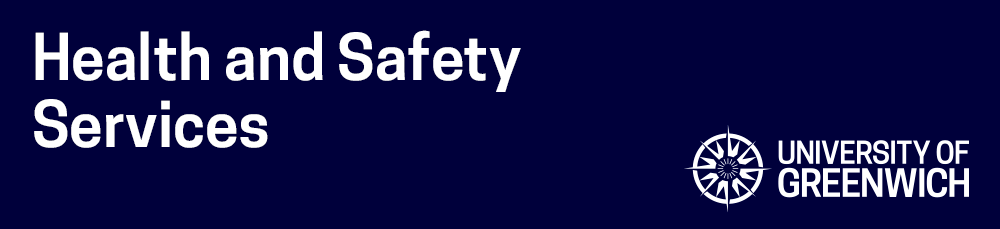 Health and Safety
Services
UNIVERSITY OF
GREENWICH